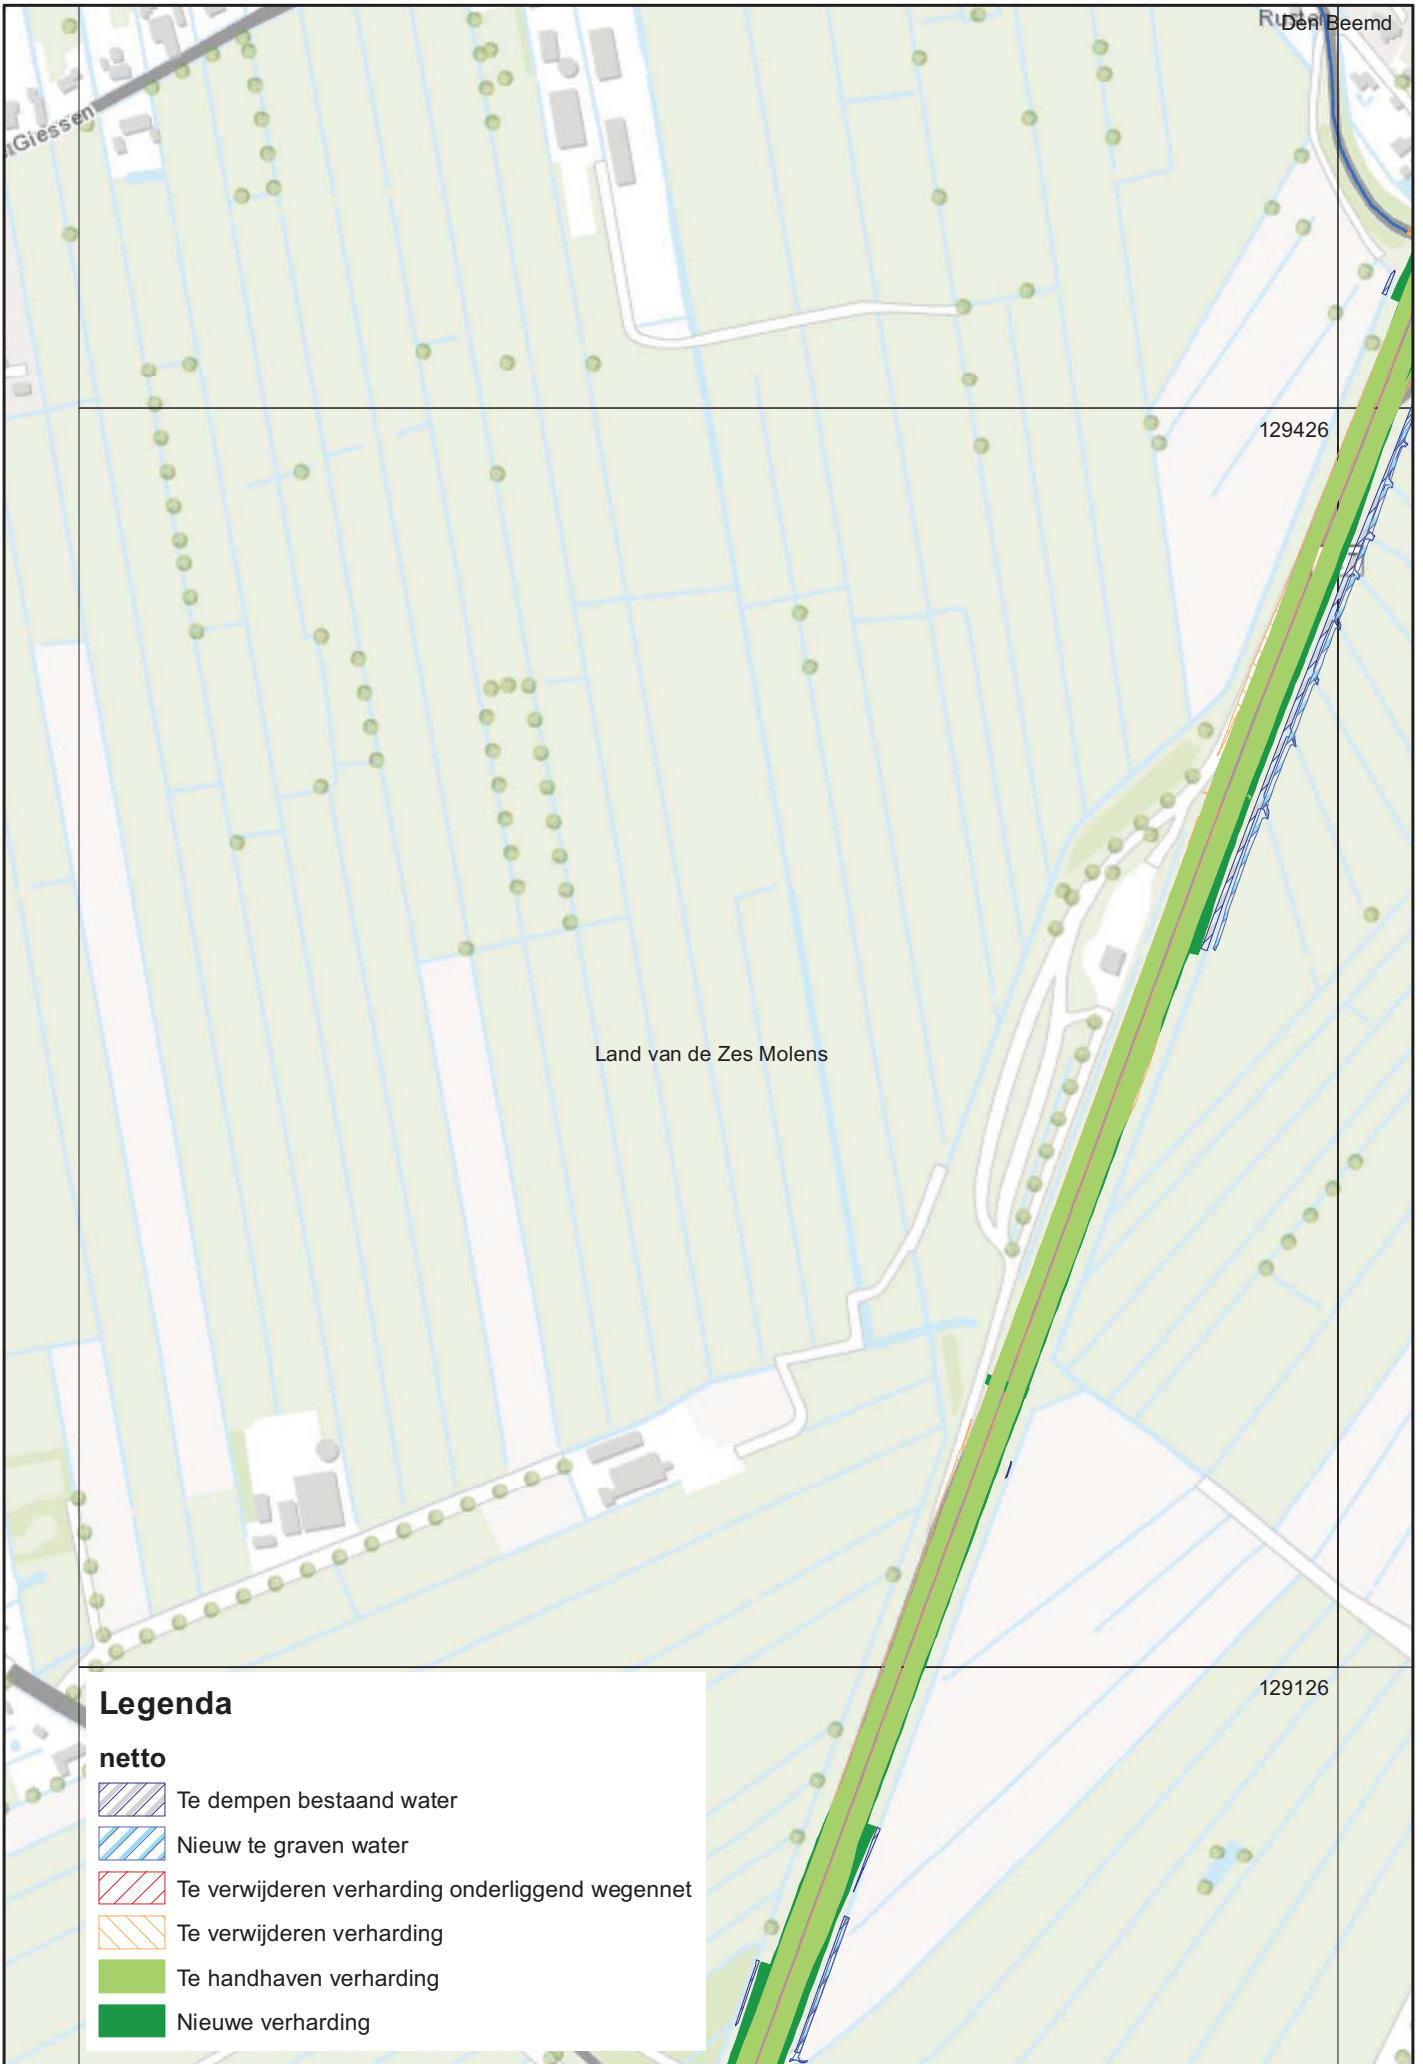 Den Beemd
Giessen
129426
Land van de Zes Molens
129126
Legenda
netto
Te dempen bestaand water
Nieuw te graven water
Te verwijderen verharding onderliggend wegennet
Te verwijderen verharding
Te handhaven verharding
Nieuwe verharding